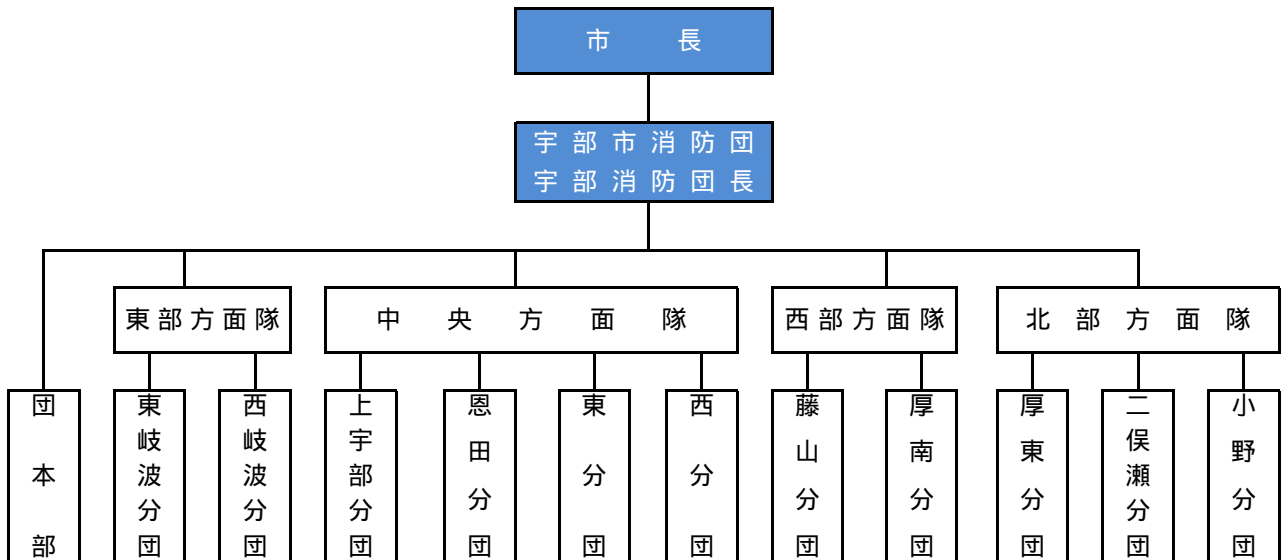 市長
宇部市消防団
宇部消防団長
東部方面隊
中央方面隊
西部方面隊
北部方面隊
団本部
東岐波分団
西岐波分団
上宇部分団
恩田分団
東分団
西分団
藤山分団
厚南分団
厚東分団
二俣瀬分団
小野分団